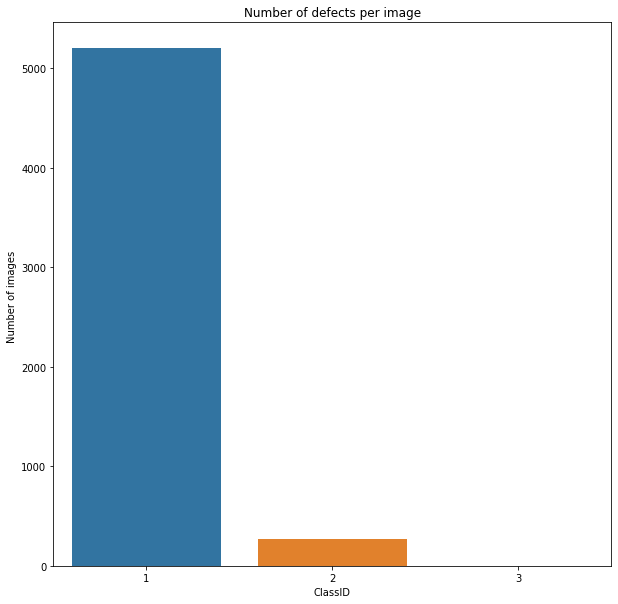 Number of defects per image
5000
4000
3000
2000
1000
0
Number of images
1 2 3
ClassID